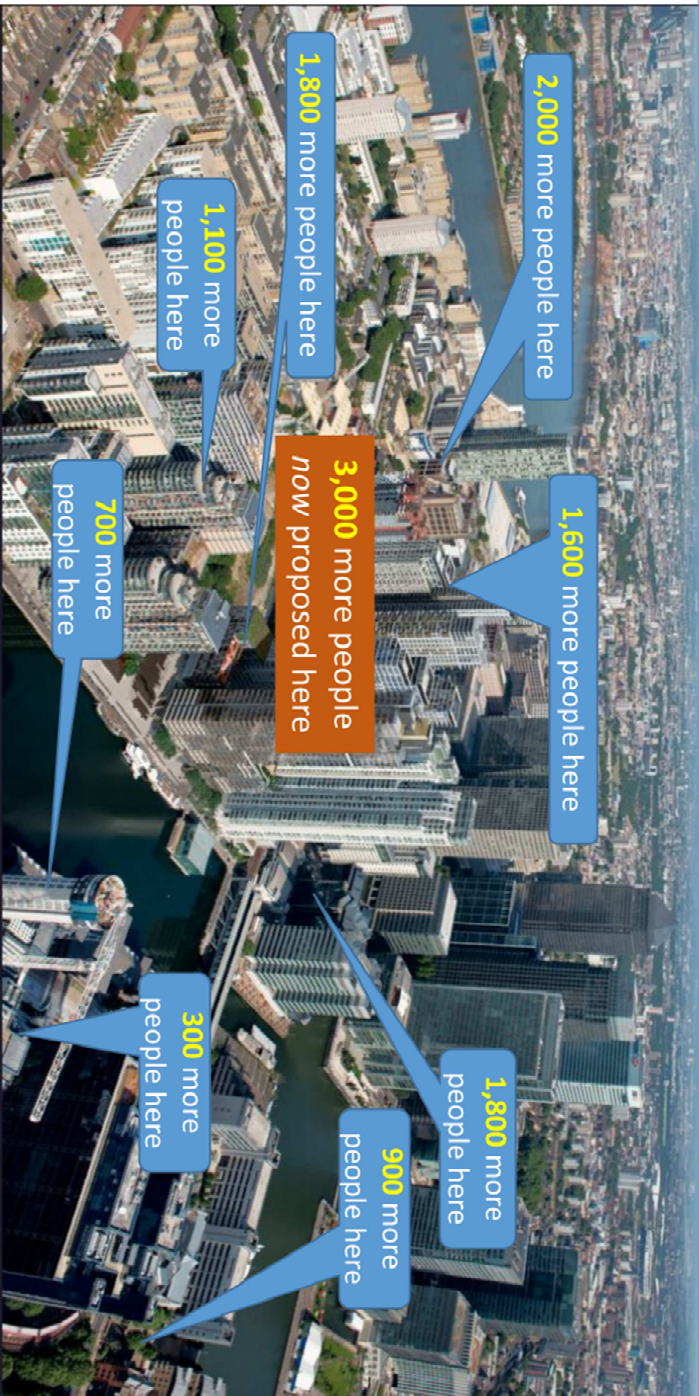 2,000 more people here
1,600 more people here
1,800 more people here
1,100 more
people here
3,000 more people
now proposed here
700 more
people here
1,800 more
people here
300 more
people here
900 more
people here